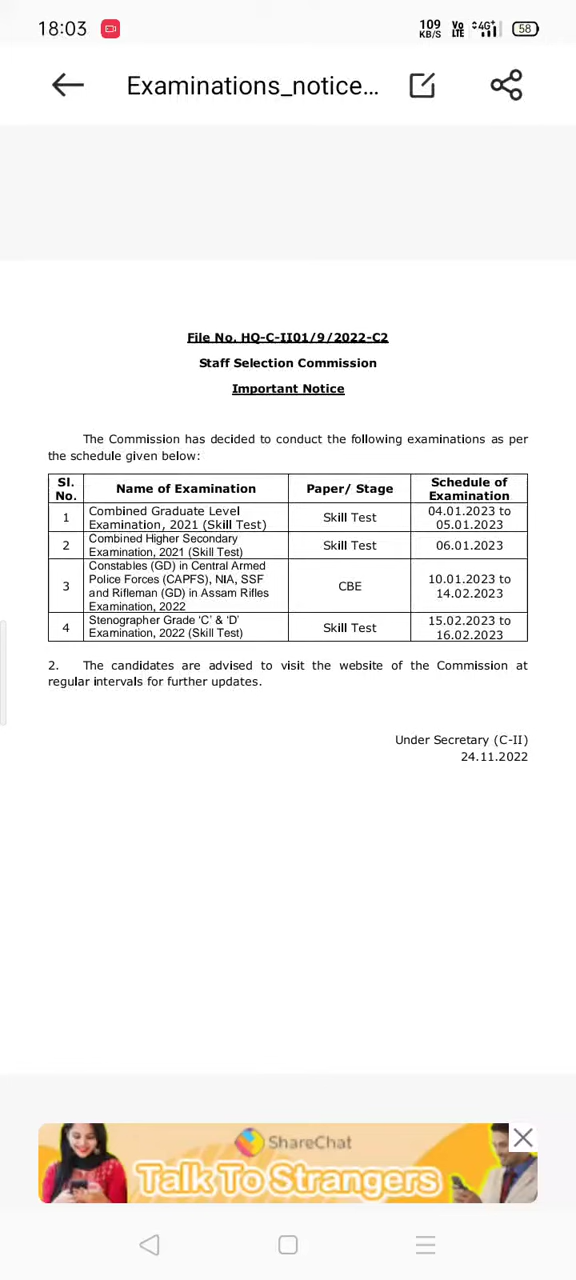 18:03
109 KB/S Vo LTE 4G+ 58
Examinations_notice...
File No. HQ-C-II01/9/2022-C2
Staff Selection Commission
Important Notice
The Commission has decided to conduct the following examinations as per
the schedule given below:
Sl. No. Name of Examination Paper/ Stage Schedule of Examination
1 Combined Graduate Level Examination, 2021 (Skill Test) Skill Test 04.01.2023 to 05.01.2023
2 Combined Higher Secondary Examination, 2021 (Skill Test) Skill Test 06.01.2023
3 Constables (GD) in Central Armed Police Forces (CAPFS), NIA, SSF and Rifleman (GD) in Assam Rifles Examination, 2022 CBE 10.01.2023 to 14.02.2023
4 Stenographer Grade ‘C’ & ‘D’ Examination, 2022 (Skill Test) Skill Test 15.02.2023 to 16.02.2023
2. The candidates are advised to visit the website of the Commission at
regular intervals for further updates.
Under Secretary (C-II)
24.11.2022
ShareChat
Talk To Strangers